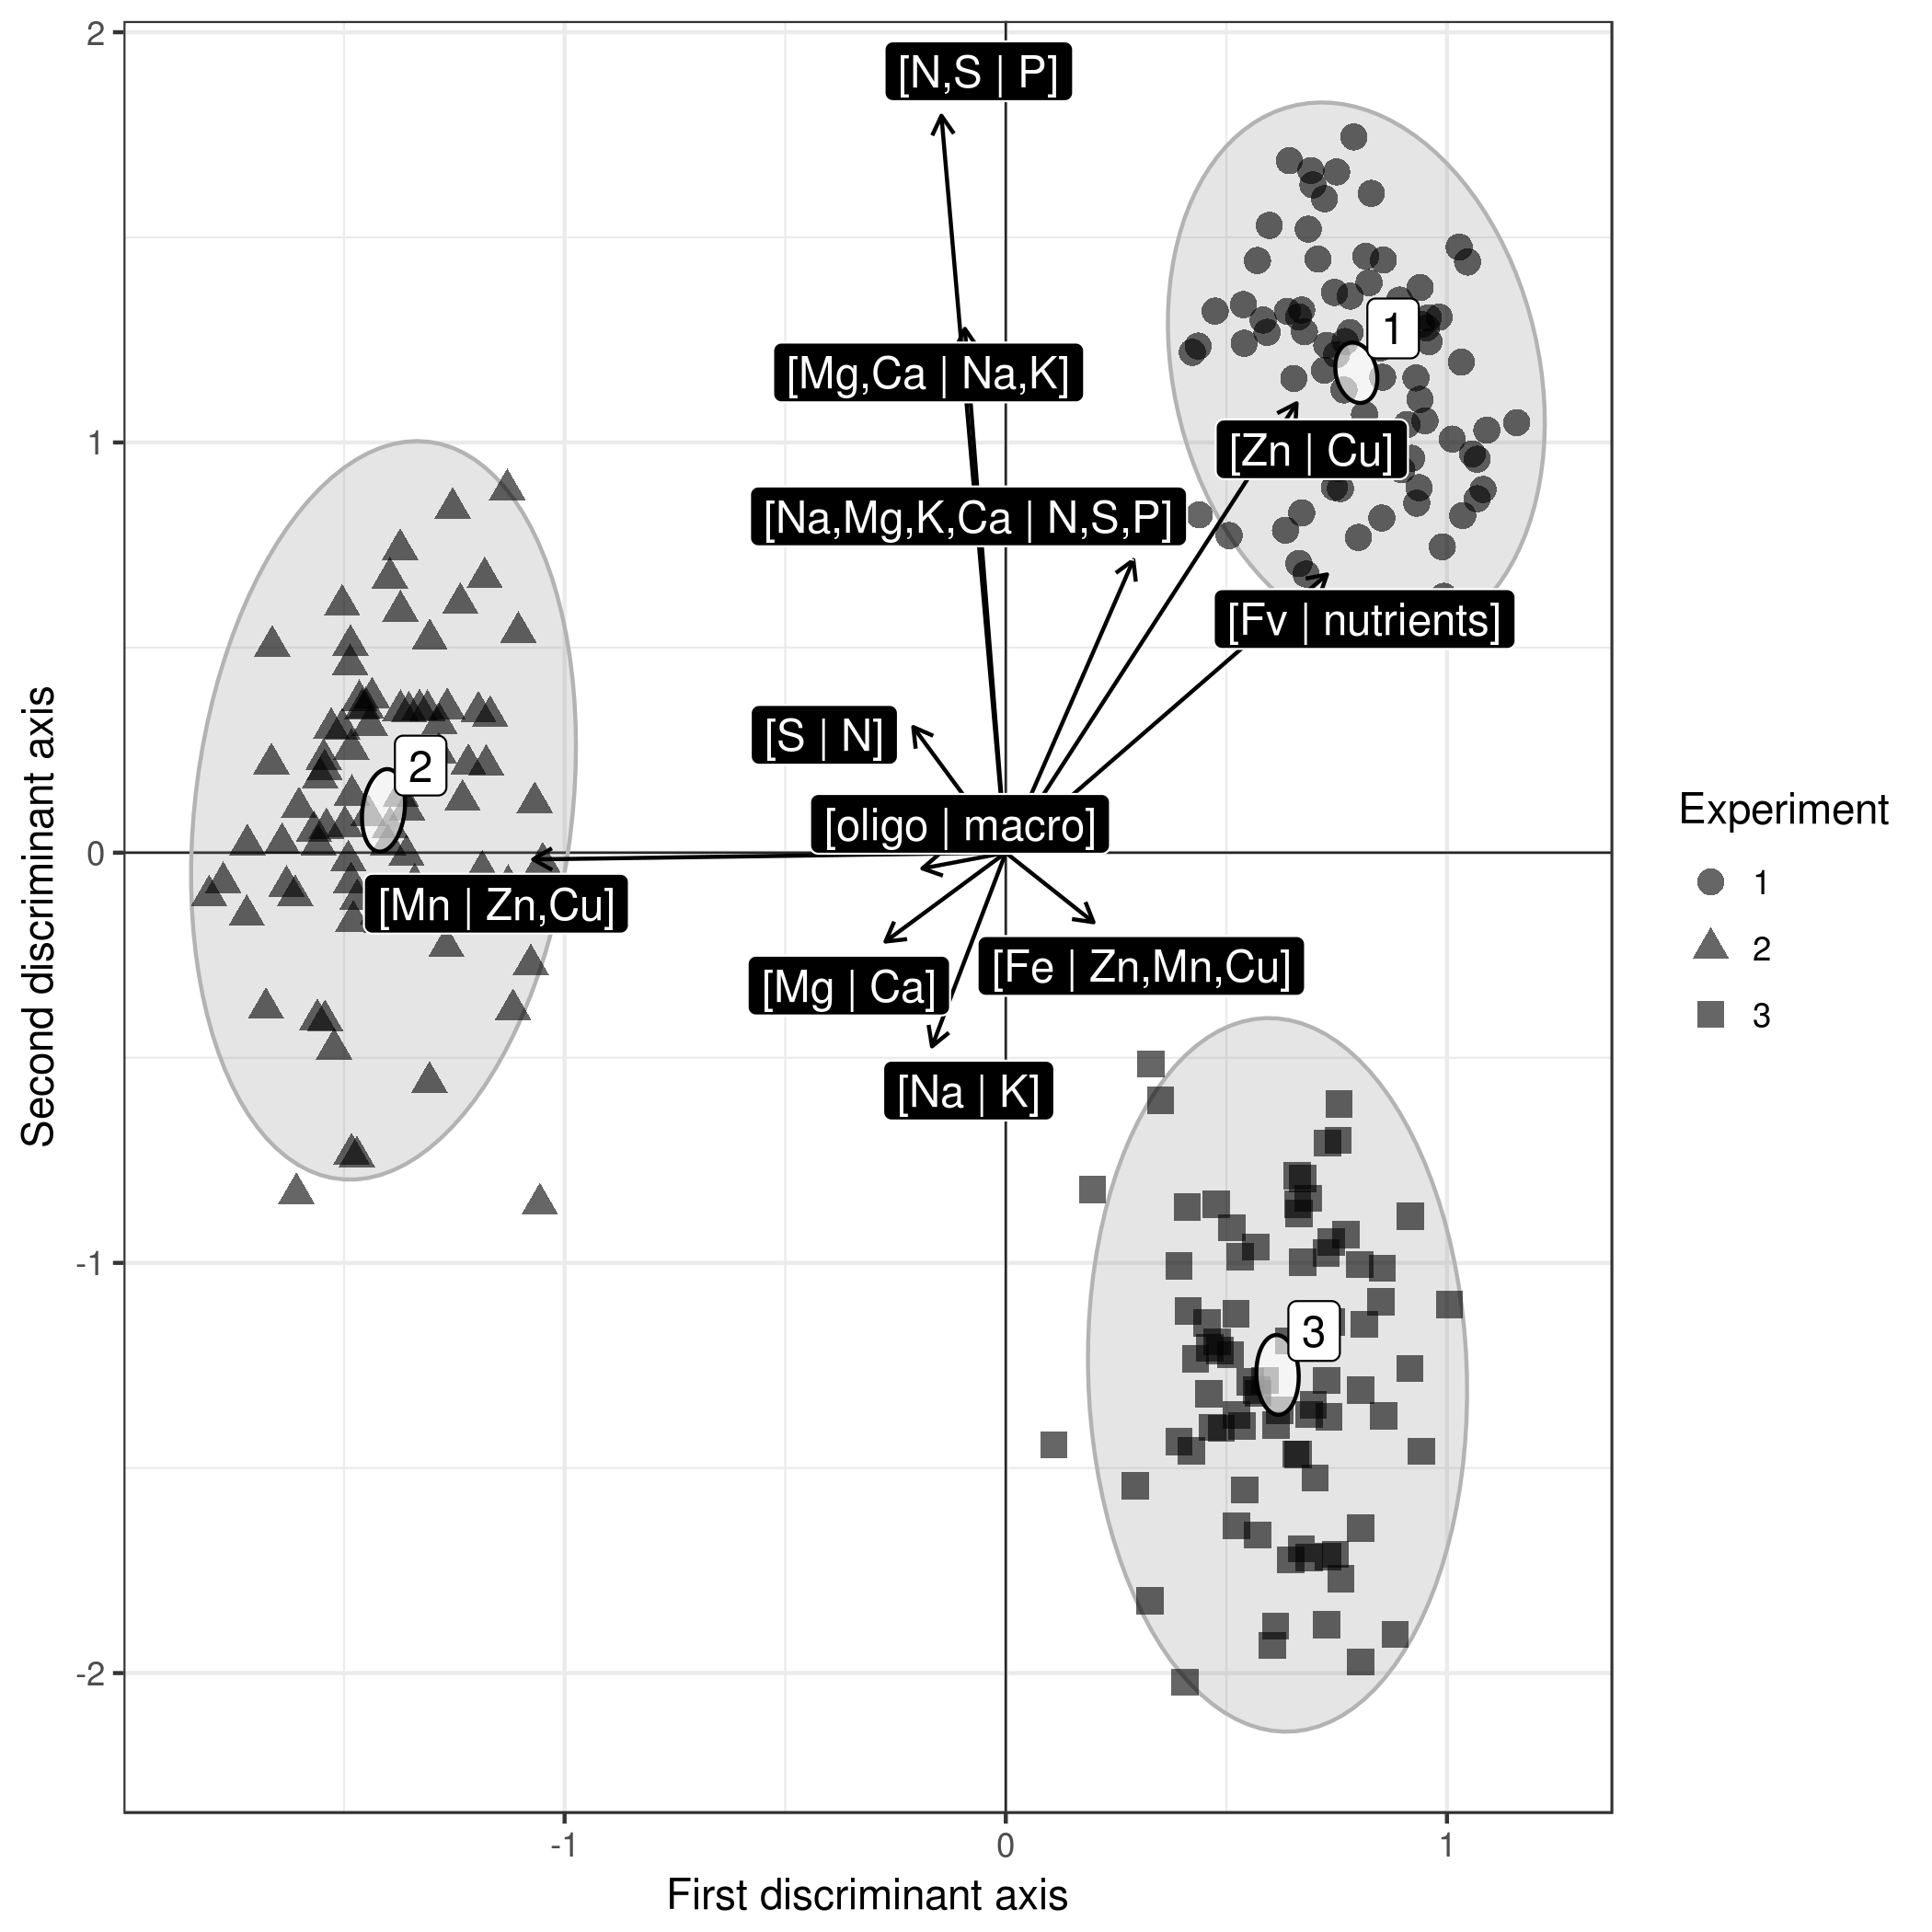 2
[N,S | P]
1
[Mg,Ca | Na,K]
1
[Zn | Cu]
[Na,Mg,K,Ca | N,S,P]
[Fv | nutrients]
[S | N]
2
[oligo | macro]
0
[Mn | Zn,Cu]
[Fe | Zn,Mn,Cu]
[Mg | Ca]
[Na | K]
-1
3
-2
-1
0
1
First discriminant axis
Second discriminant axis
Experiment
1
2
3